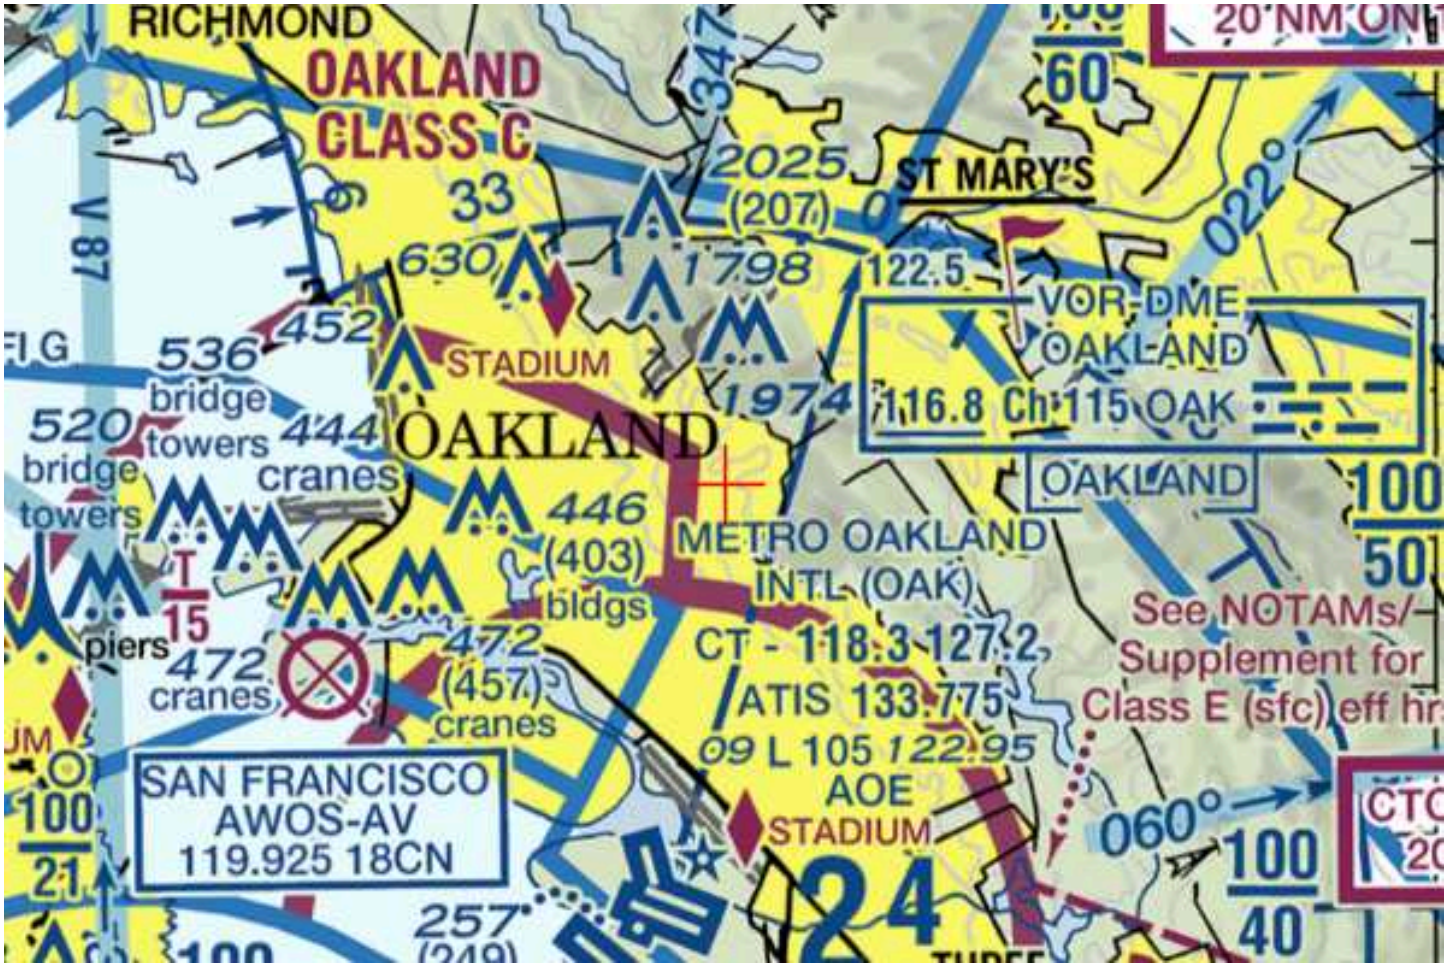 RICHMOND
20 NM ON
OAKLAND
CLASS C
347
60
33
2025
(207)
ST MARY'S
022°
V 87
630
1798
122.5
VOR-DME
OAKLAND
116.8 Ch 115 OAK
OAKLAND
452
536
bridge
towers
STADIUM
1974
520
bridge
towers
444
cranes
OAKLAND
100
50
446
(403)
bldgs
METRO OAKLAND
INTL (OAK)
CT - 118.3 127.2
ATIS 133.775
09 L 105 122.95
AOE
T
15
piers
472
cranes
472
(457)
cranes
See NOTAMs/
Supplement for
Class E (sfc) eff
SAN FRANCISCO
AWOS-AV
119.925 18CN
100
21
STADIUM
060°
CTC
20
100
40
24
257
(249)
100
THREE